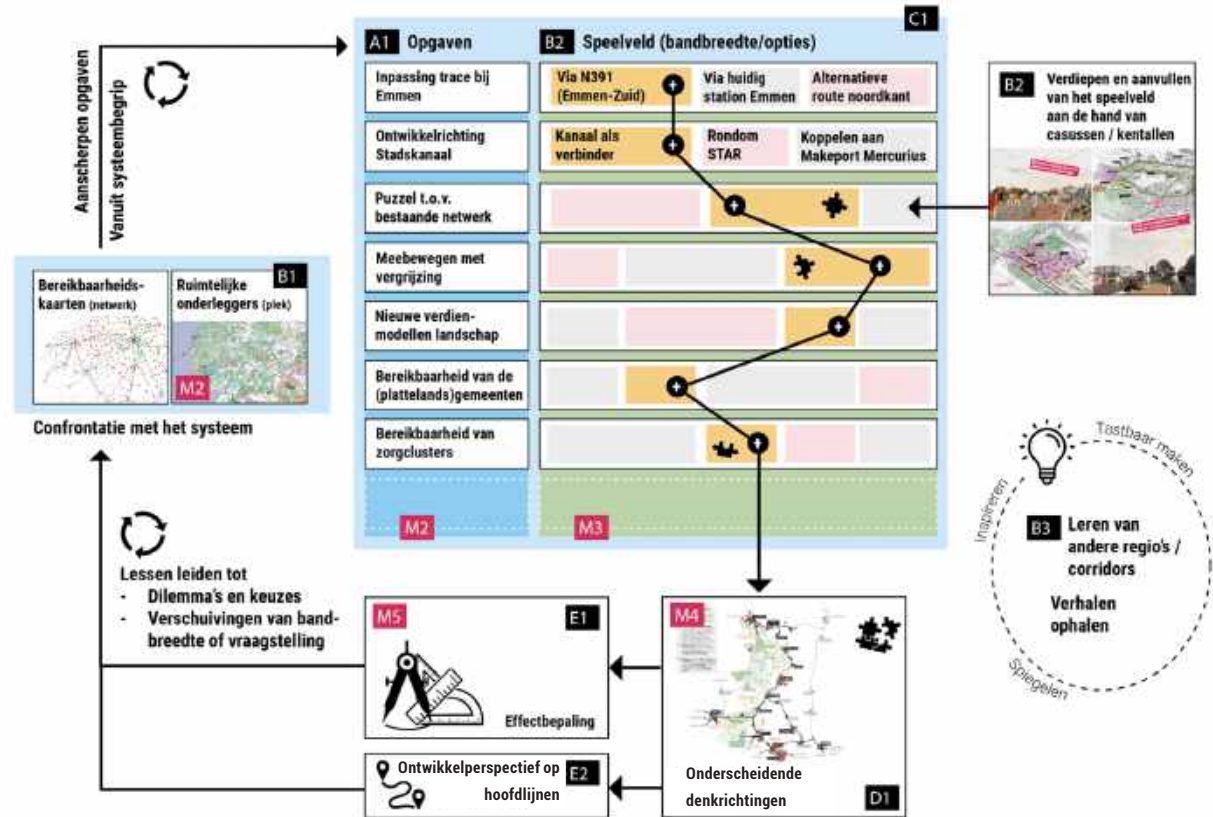 C1
A1 Opgaven
B2 Speelveld (bandbreedte/opties)
Inpassing trace bij
Emmen
Via N391
(Emmen-Zuid)
Via huidig
station Emmen
Alternatieve
route noordkant
Ontwikkelrichting
Stadskanaal
Kanaal als
verbinder
Rondom
STAR
Koppelen aan
Makeport Mercurius
Puzzel t.o.v.
bestaande netwerk
Meebewegen met
vergrijzing
Nieuwe verdien-
modellen landschap
Bereikbaarheid van de
(plattelands)gemeenten
Bereikbaarheid van
zorgclusters
M2
M3
Aanscherpen opgaven
Vanuit systeembegrip
B1
Bereikbaarheids-
kaarten (netwerk)
Ruimtelijke
onderleggers (plek)
M2
Confrontatie met het systeem
Lessen leiden tot
- Dilemma's en keuzes
- Verschuivingen van band-
breedte of vraagstelling
M5
E1
Effectbepaling
Ontwikkelperspectief op
hoofdlijnen
E2
M4
Onderscheidende
denkrichtingen
D1
B2 Verdiepen en aanvullen
van het speelveld
aan de hand van
casussen / kentallen
Tastbaar maken
Inspireren
Spiegelen
B3 Leren van
andere regio's /
corridors
Verhalen
ophalen